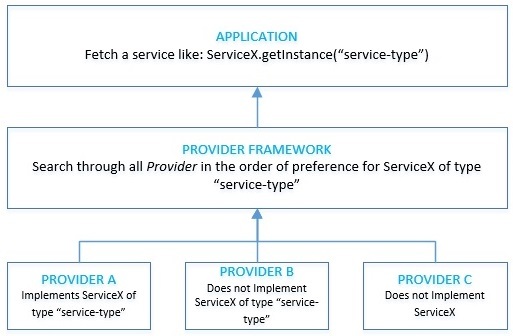 APPLICATION
Fetch a service like: ServiceX.getInstance(“service-type”)
PROVIDER FRAMEWORK
Search through all Provider in the order of preference for ServiceX of type
“service-type”
PROVIDER A
Implements ServiceX of
type “service-type”
PROVIDER B
Does not Implement
ServiceX of type “service-
type”
PROVIDER C
Does not Implement
ServiceX